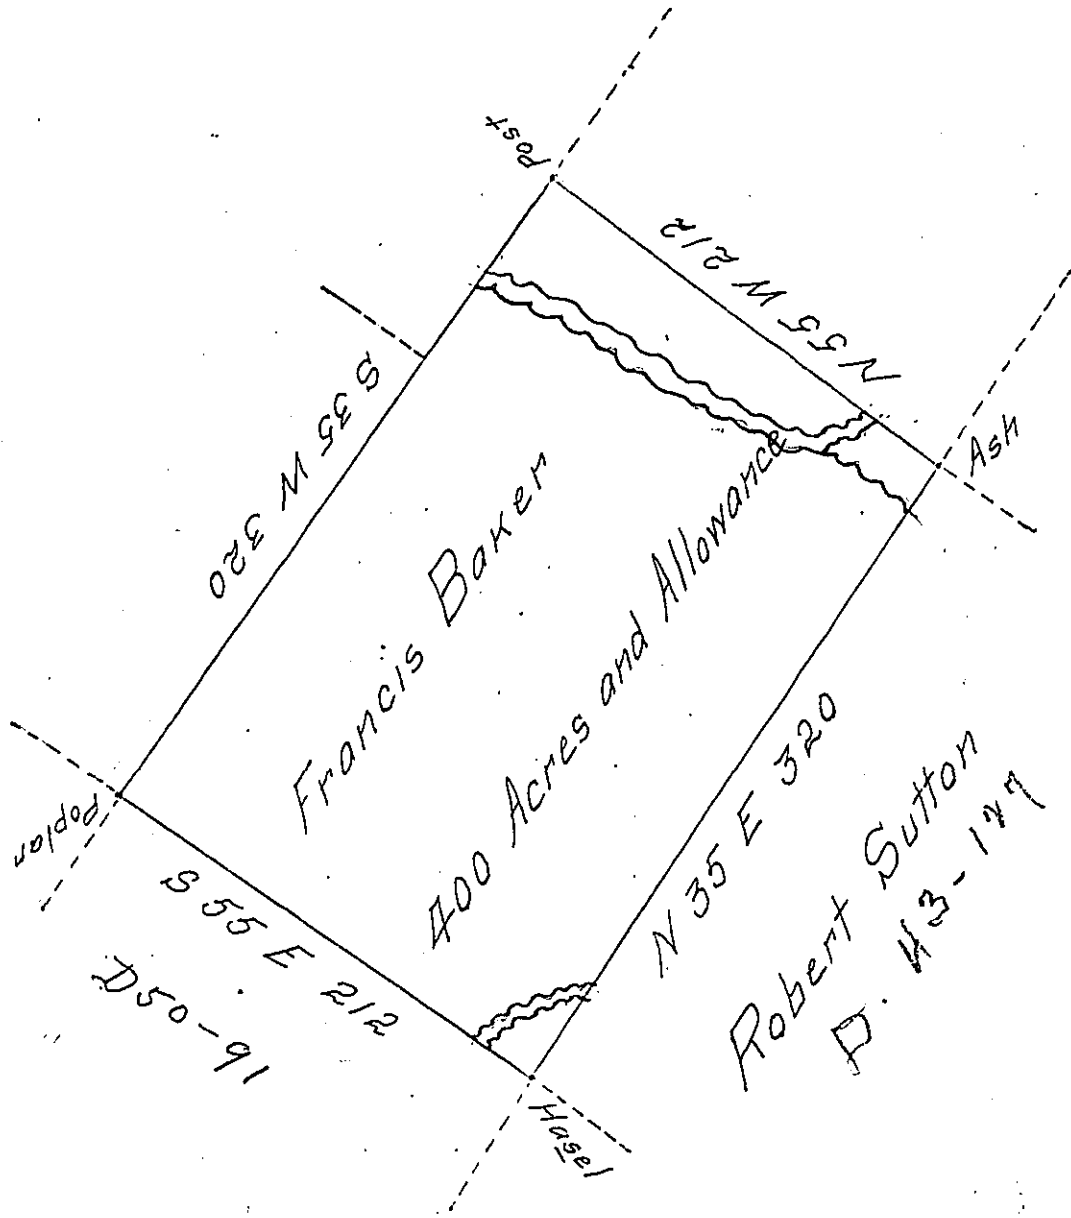 Post
N 55 W 212
S 35 W 320
Ash
Francis Baker
400 Acres and Allowance
N 35 E 320
Poplar
S 55 E 212
D50-91
Robert Sutton
Hasel